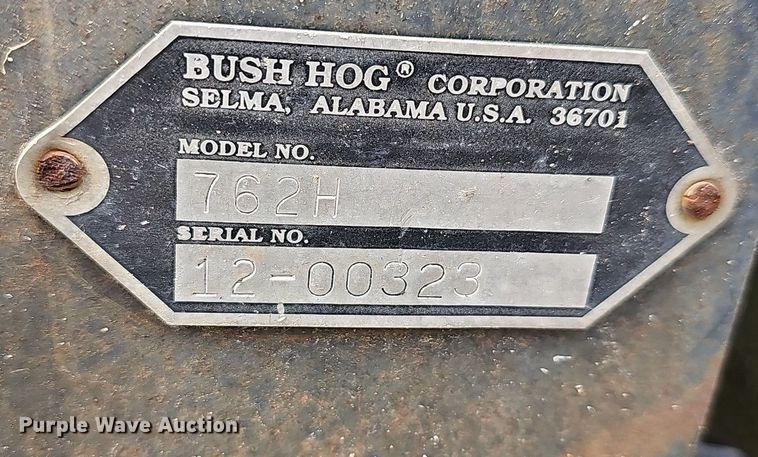 BUSH HOG® CORPORATION
SELMA, ALABAMA U.S.A. 36701
MODEL NO.
762H
SERIAL NO.
12-00323
Purple Wave Auction